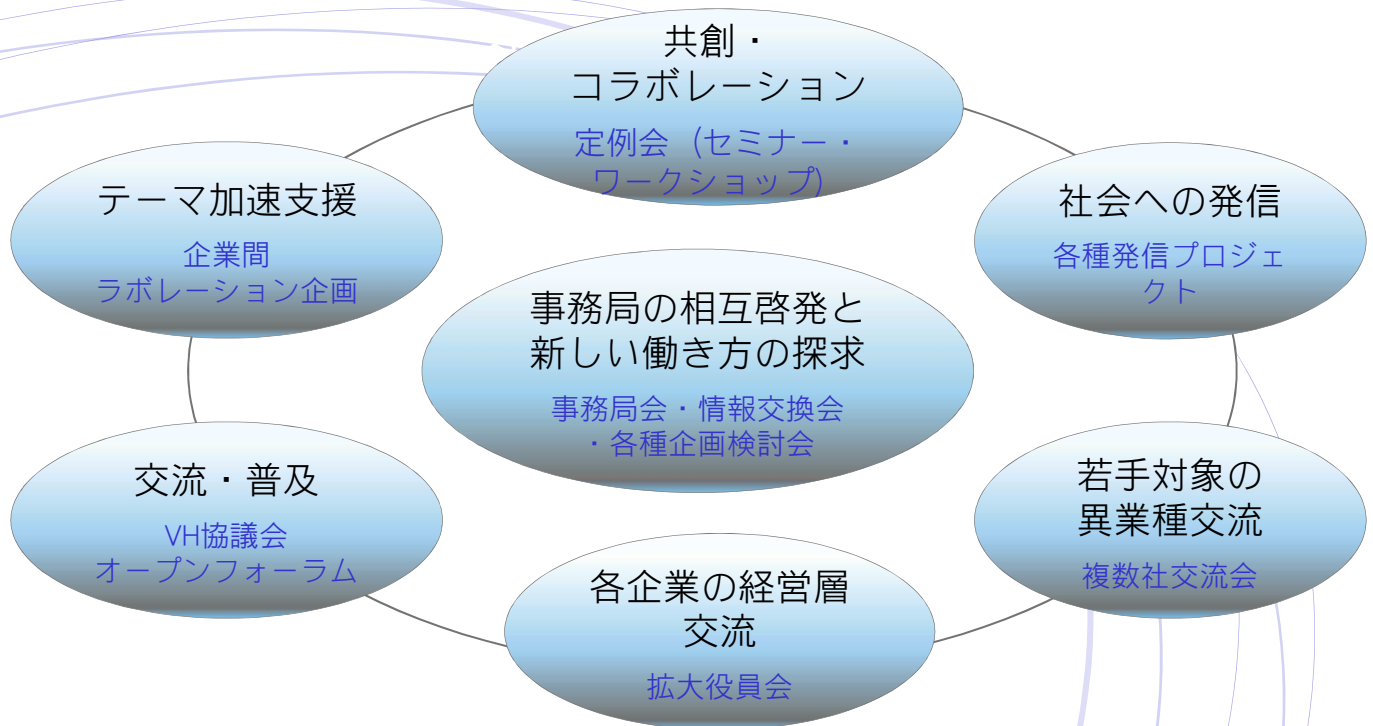 共創・
コラボレーション
定例会（セミナー・
ワークショップ)
テーマ加速支援
企業間
ラボレーション企画
社会への発信
各種発信プロジェ
クト
事務局の相互啓発と
新しい働き方の探求
事務局会・情報交換会
・各種企画検討会
交流・普及
VH協議会
オープンフォーラム
若手対象の
異業種交流
複数社交流会
各企業の経営層
交流
拡大役員会